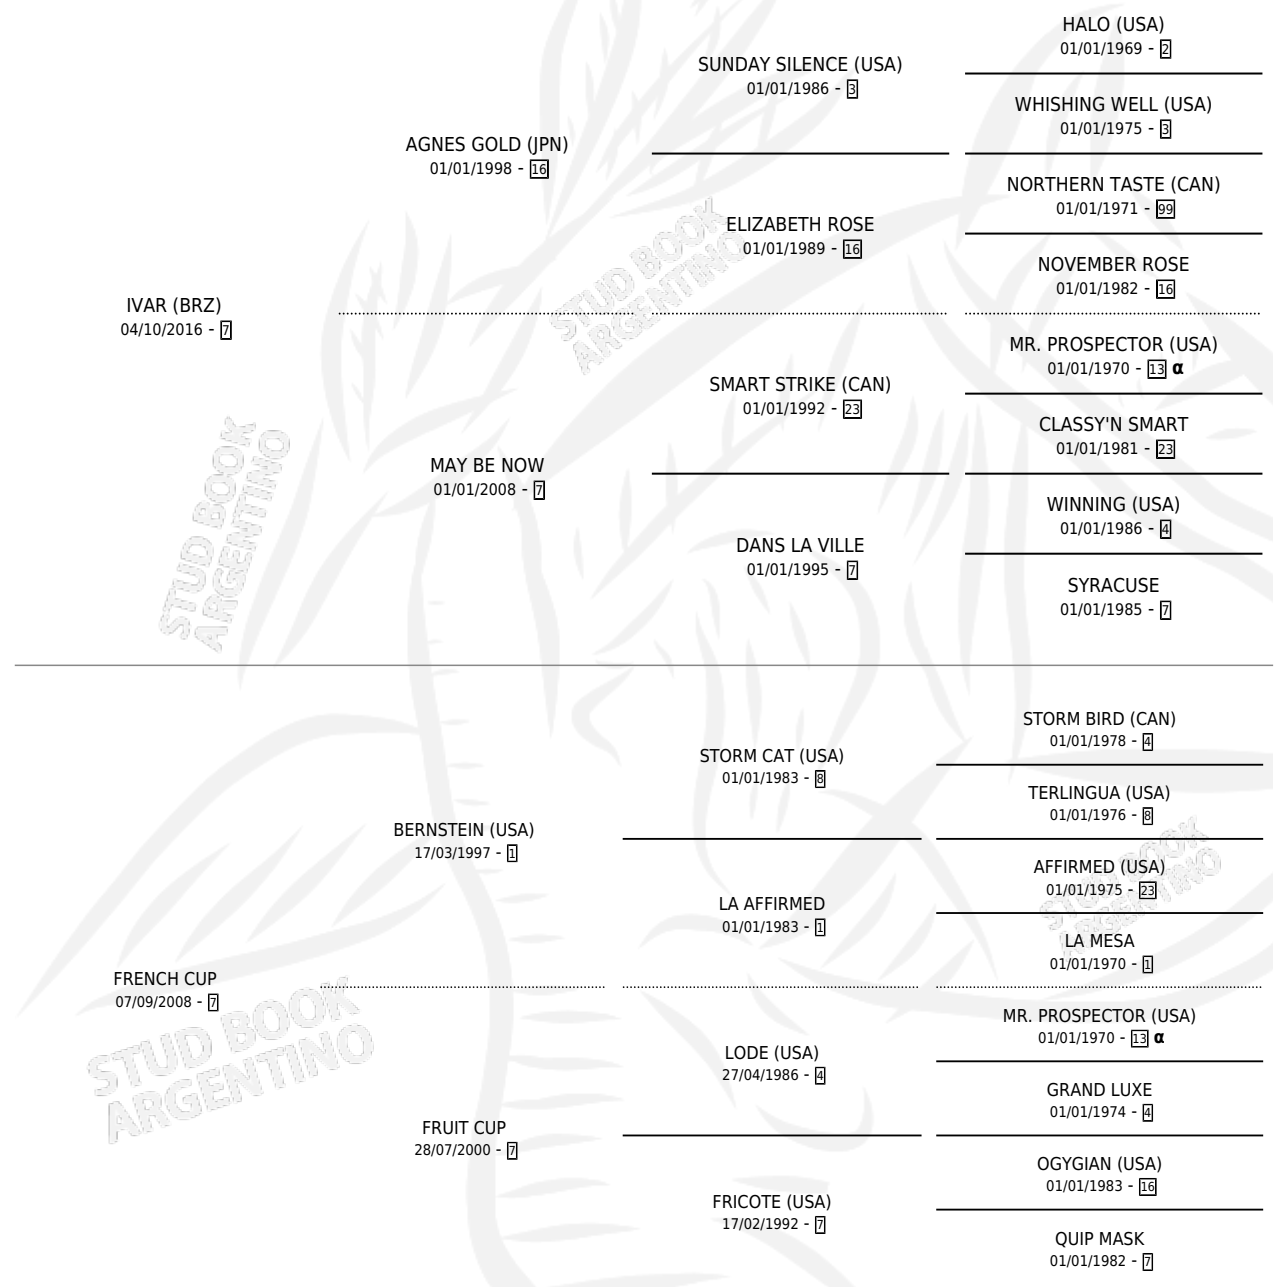 HALO (USA)
01/01/1969 - 2
SUNDAY SILENCE (USA)
01/01/1986 - 3
WHISHING WELL (USA)
01/01/1975 - 3
AGNES GOLD (JPN)
01/01/1998 - 16
NORTHERN TASTE (CAN)
01/01/1971 - 99
ELIZABETH ROSE
01/01/1989 - 16
NOVEMBER ROSE
01/01/1982 - 16
IVAR (BRZ)
04/10/2016 - 7
MR. PROSPECTOR (USA)
01/01/1970 - 13 α
SMART STRIKE (CAN)
01/01/1992 - 23
CLASSY'N SMART
01/01/1981 - 23
MAY BE NOW
01/01/2008 - 7
WINNING (USA)
01/01/1986 - 4
DANS LA VILLE
01/01/1995 - 7
SYRACUSE
01/01/1985 - 7
STORM BIRD (CAN)
01/01/1978 - 4
STORM CAT (USA)
01/01/1983 - 8
TERLINGUA (USA)
01/01/1976 - 8
BERNSTEIN (USA)
17/03/1997 - 1
AFFIRMED (USA)
01/01/1975 - 23
LA AFFIRMED
01/01/1983 - 1
LA MESA
01/01/1970 - 1
FRENCH CUP
07/09/2008 - 7
MR. PROSPECTOR (USA)
01/01/1970 - 13 α
LODE (USA)
27/04/1986 - 4
GRAND LUXE
01/01/1974 - 4
FRUIT CUP
28/07/2000 - 7
OGYGIAN (USA)
01/01/1983 - 16
FRICOTE (USA)
17/02/1992 - 7
QUIP MASK
01/01/1982 - 7
STUD BOOK
ARGENTINO
STUD BOOK
ARGENTINO
STUD BOOK
ARGENTINO
STUD BOOK
ARGENTINO